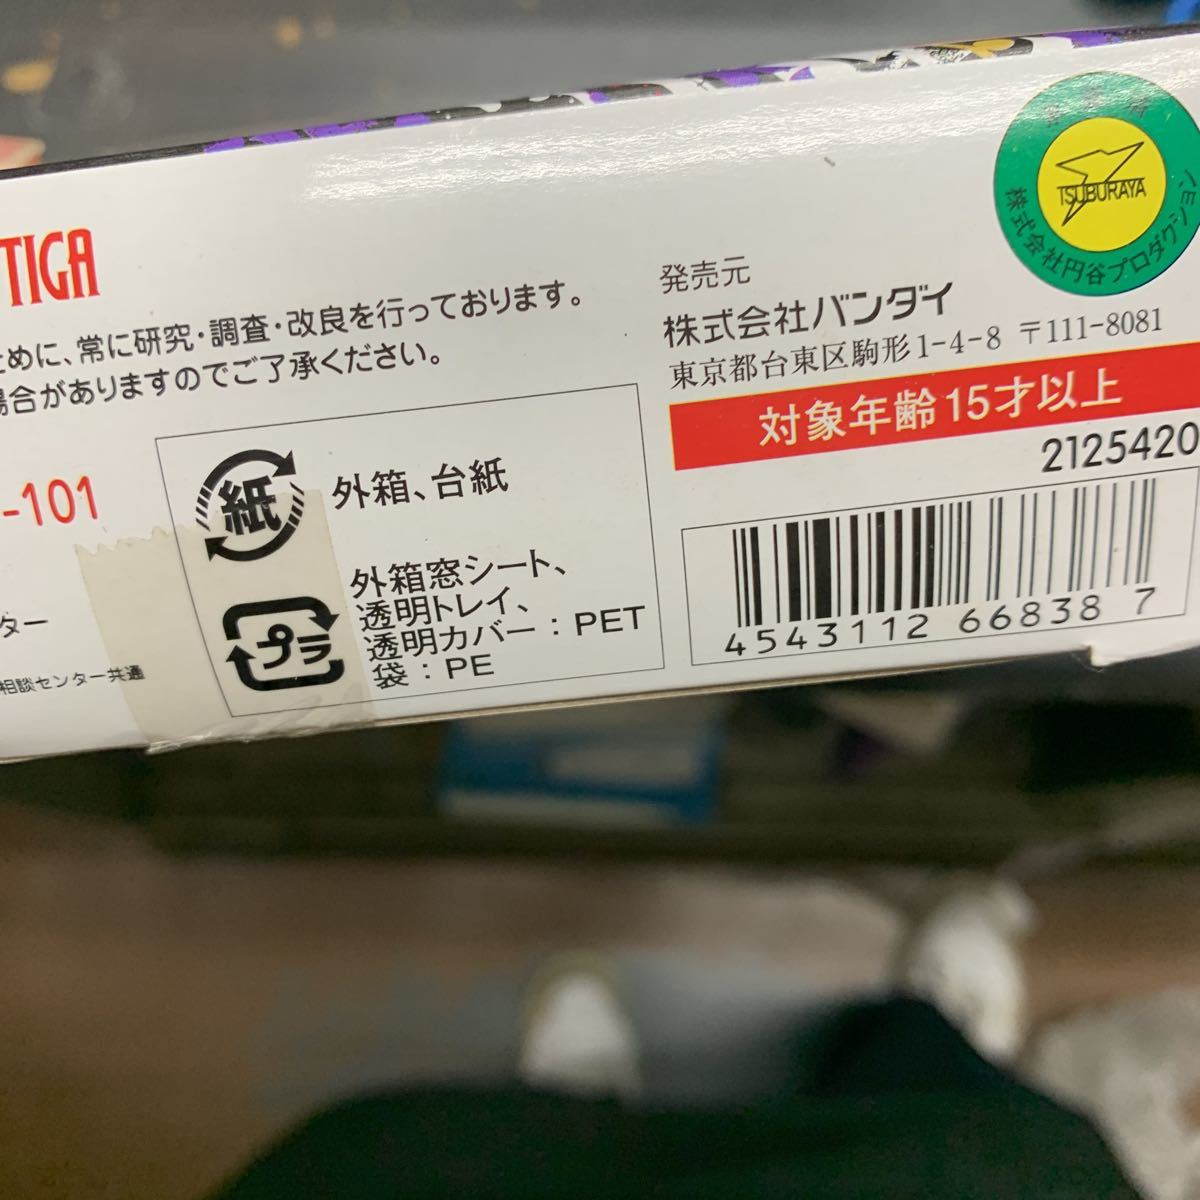 TIGA
ために、常に研究・調査・改良を行っております。
場合がありますのでご了承ください。
-101
ター
相談センター共通
紙
外箱、台紙
プラ
外箱窓シート、
透明トレイ、
透明カバー：PET
袋：PE
TSUBURAYA
株式会社円谷プロダクション
発売元
株式会社バンダイ
東京都台東区駒形1-4-8 〒111-8081
対象年齢15才以上
2125420
4543112 66838 7